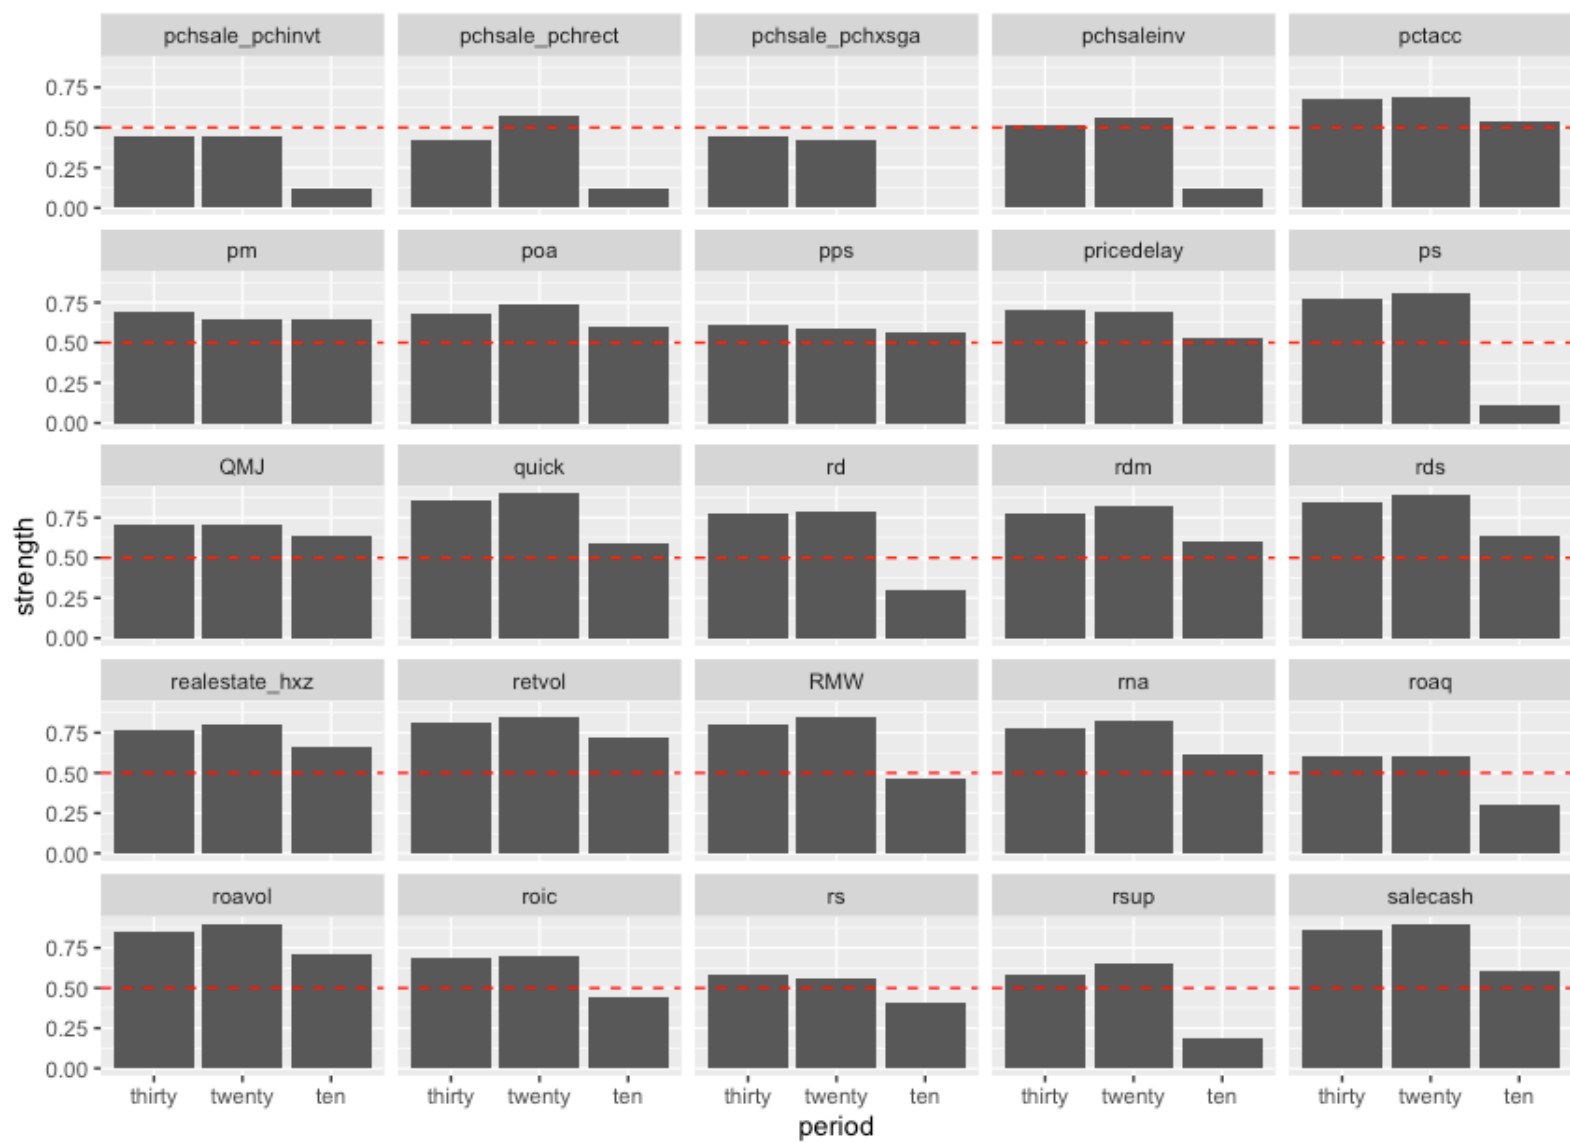 pchsale_pchinvt pchsale_pchrect pchsale_pchxsga pchsaleinv pctacc
0.75
0.50
0.25
0.00
pm poa pps pricedelay ps
0.75
0.50
0.25
0.00
QMJ quick rd rdm rds
0.75
0.50
0.25
0.00
strength
realestate_hxz retvol RMW rna roaq
0.75
0.50
0.25
0.00
roavol roic rs rsup salecash
0.75
0.50
0.25
0.00
thirty twenty ten thirty twenty ten thirty twenty ten thirty twenty ten thirty twenty ten
period